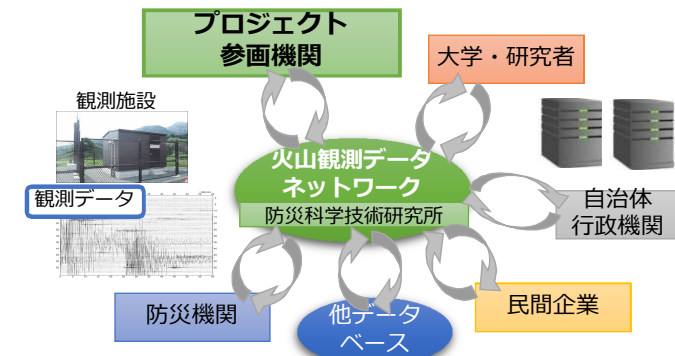 プロジェクト
参画機関
大学・研究者
観測施設
火山観測データ
ネットワーク
防災科学技術研究所
観測データ
自治体
行政機関
防災機関
他データ
ベース
民間企業